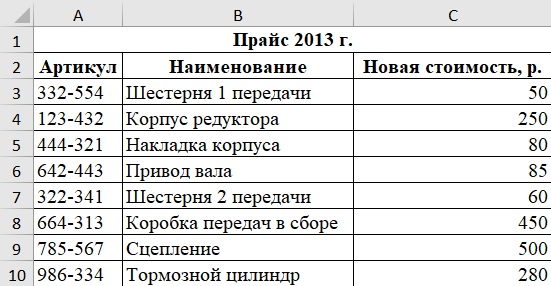 A B C
1 Прайс 2013 г.
2 Артикул Наименование Новая стоимость, р.
3 332-554 Шестерня 1 передачи 50
4 123-432 Корпус редуктора 250
5 444-321 Накладка корпуса 80
6 642-443 Привод вала 85
7 322-341 Шестерня 2 передачи 60
8 664-313 Коробка передач в сборе 450
9 785-567 Сцепление 500
10 986-334 Тормозной цилиндр 280